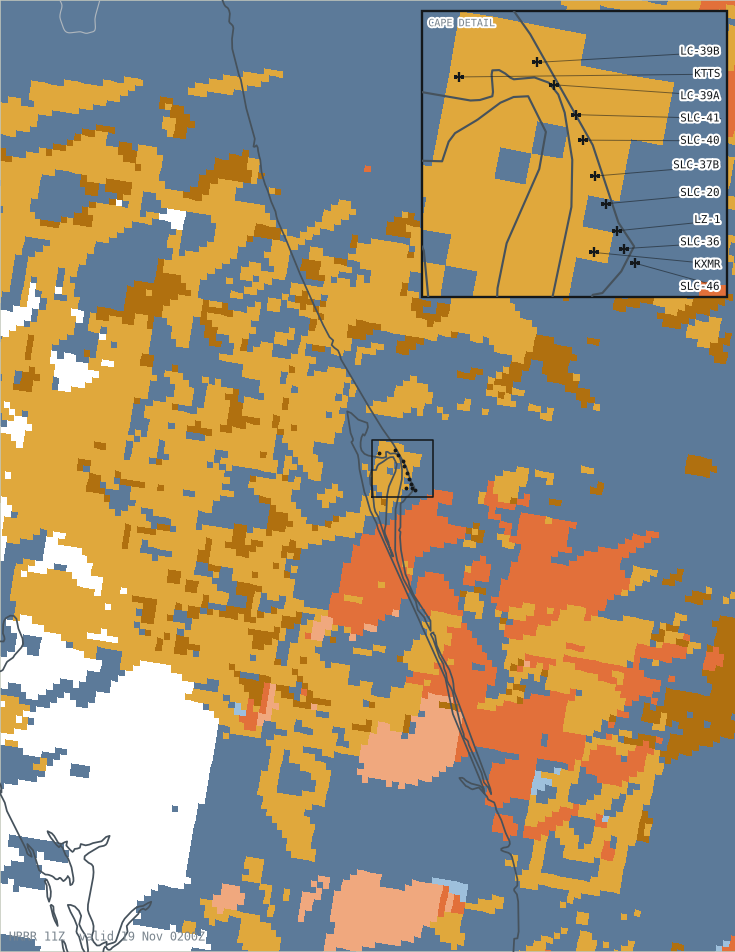 CAPE DETAIL
LC-39B
KTTS
LC-39A
SLC-41
SLC-40
SLC-37B
SLC-20
LZ-1
SLC-36
KXMR
SLC-46
HRRR 11Z valid 19 Nov 0200Z